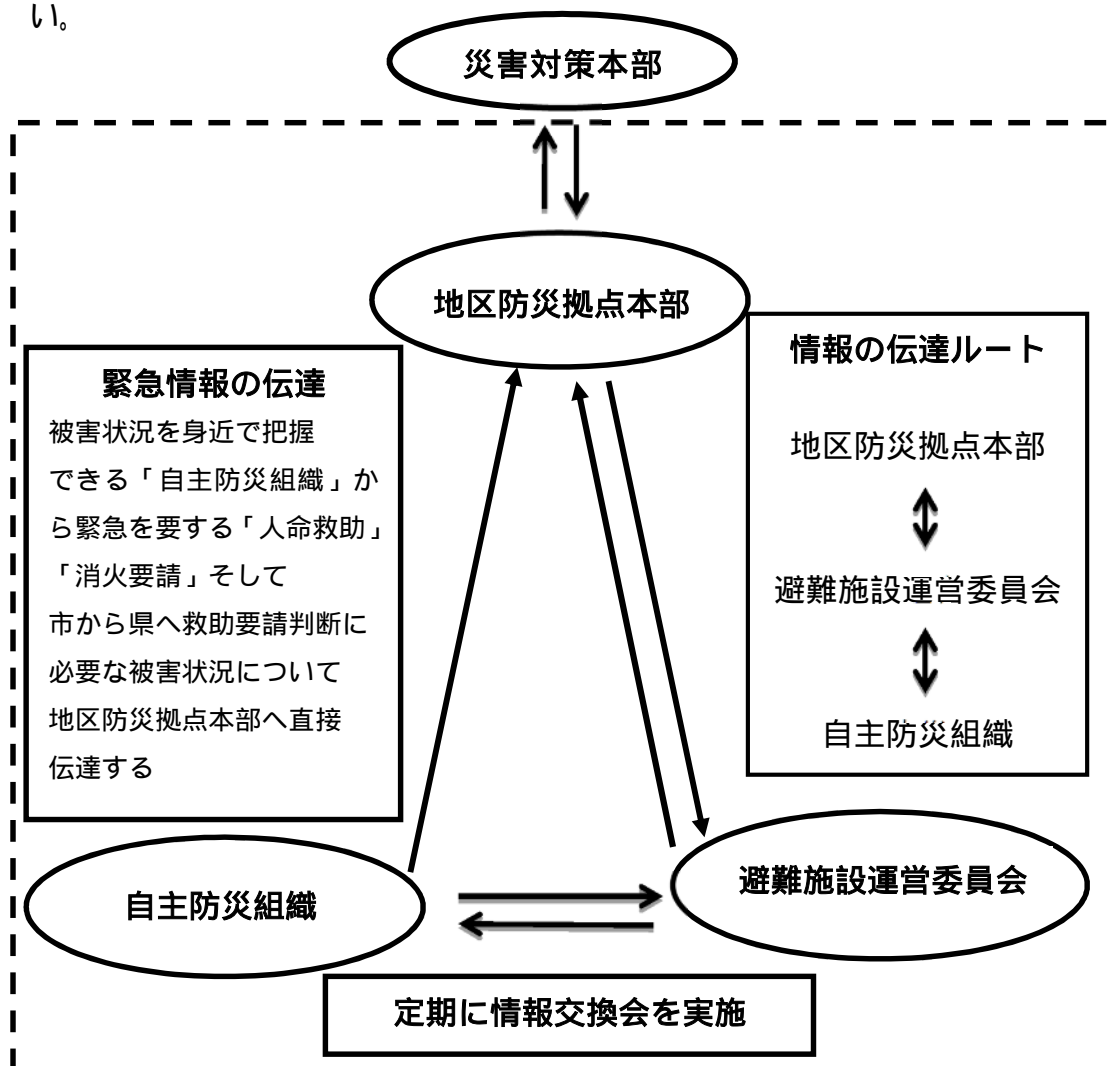 い。
災害対策本部
地区防災拠点本部
緊急情報の伝達
被害状況を身近で把握
できる「自主防災組織」か
ら緊急を要する「人命救助」
「消火要請」そして
市から県へ救助要請判断に
必要な被害状況について
地区防災拠点本部へ直接
伝達する
情報の伝達ルート
地区防災拠点本部
避難施設運営委員会
自主防災組織
自主防災組織
避難施設運営委員会
定期に情報交換会を実施